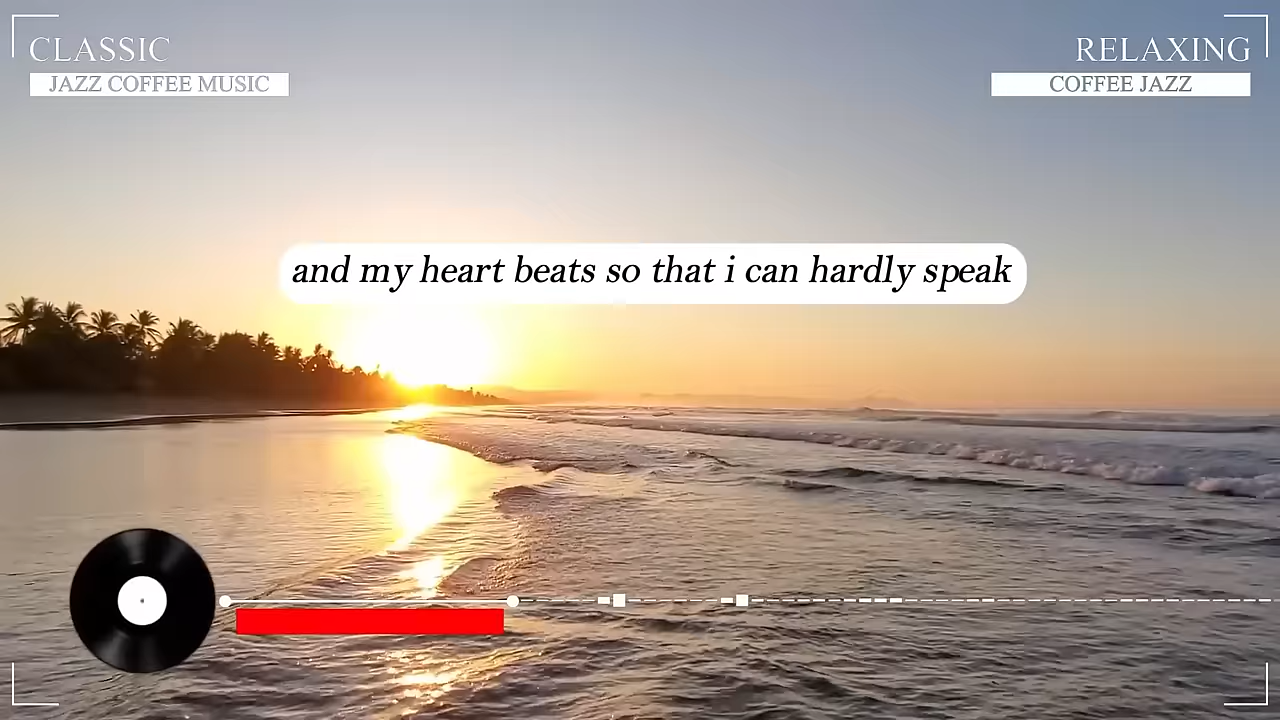 CLASSIC
JAZZ COFFEE MUSIC
RELAXING
COFFEE JAZZ
and my heart beats so that i can hardly speak